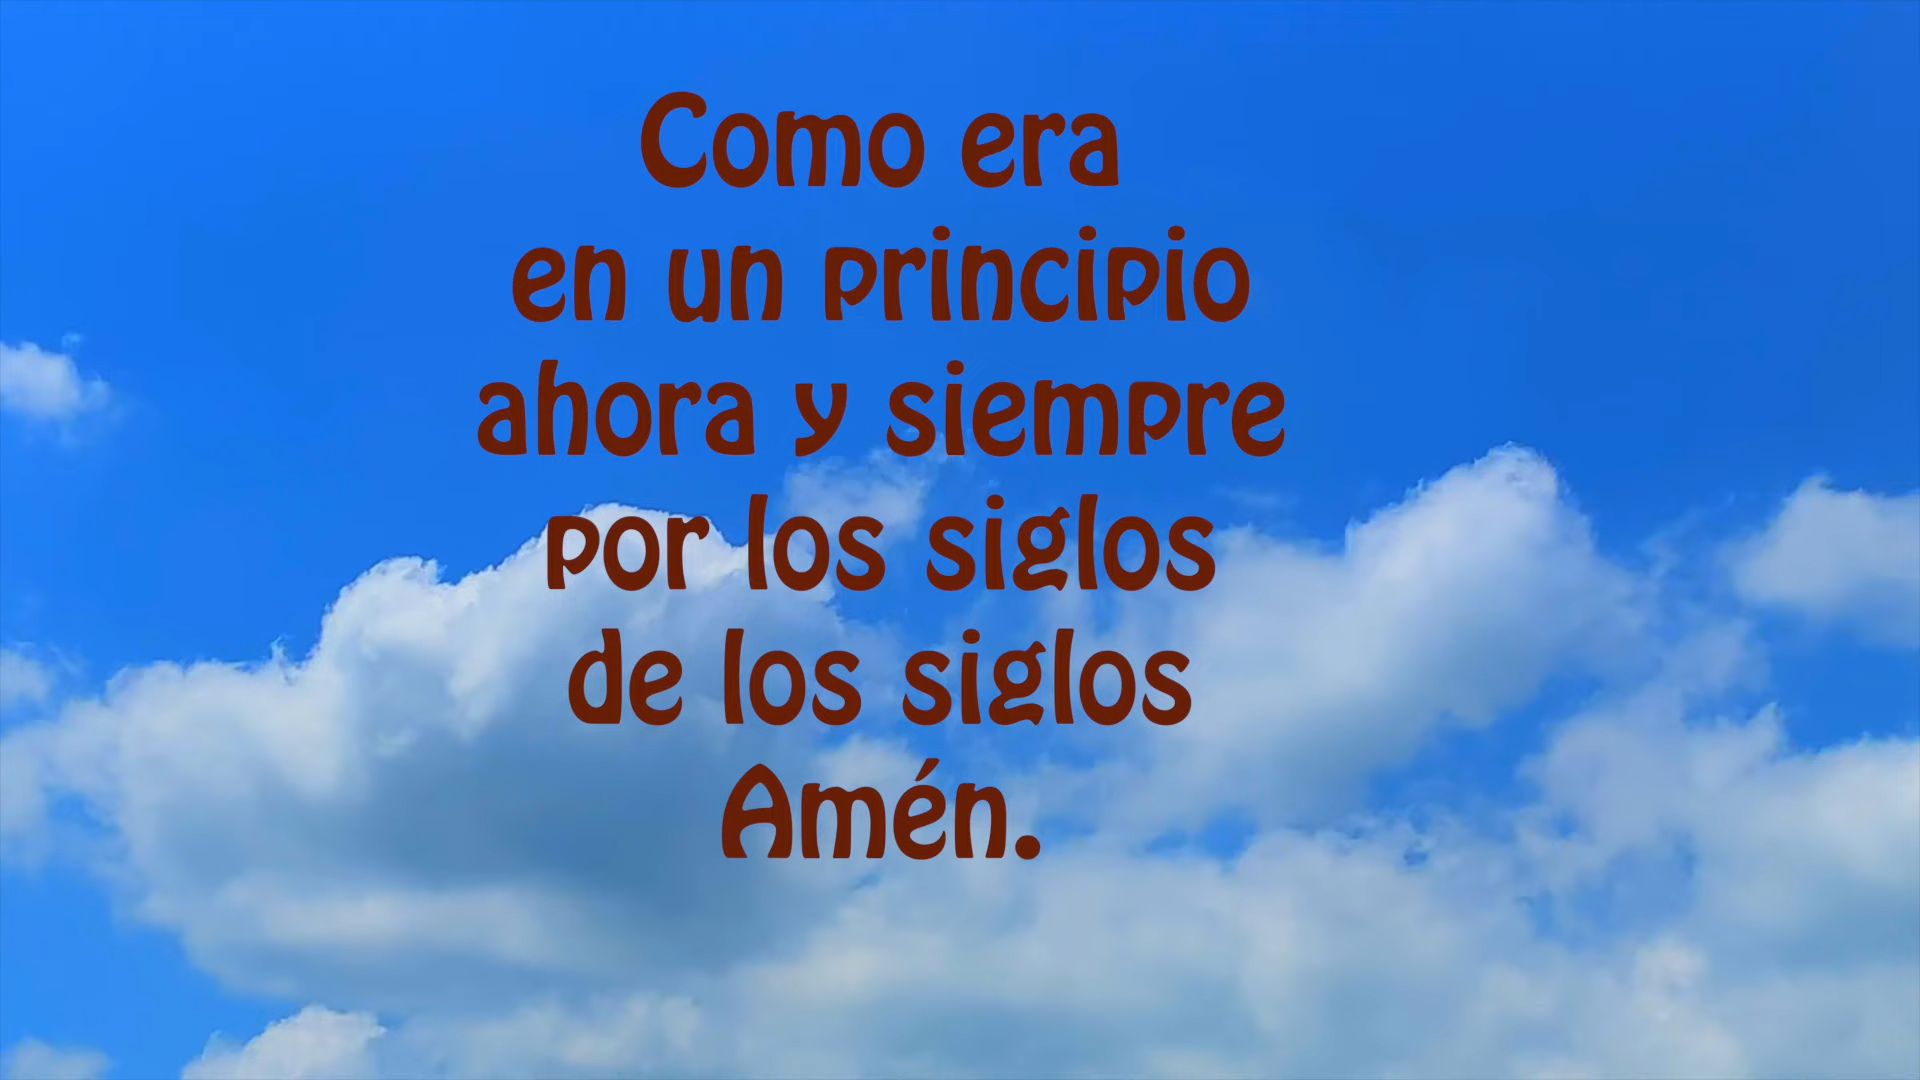 Como era
en un principio
ahora y siempre
por los siglos
de los siglos
Amén.